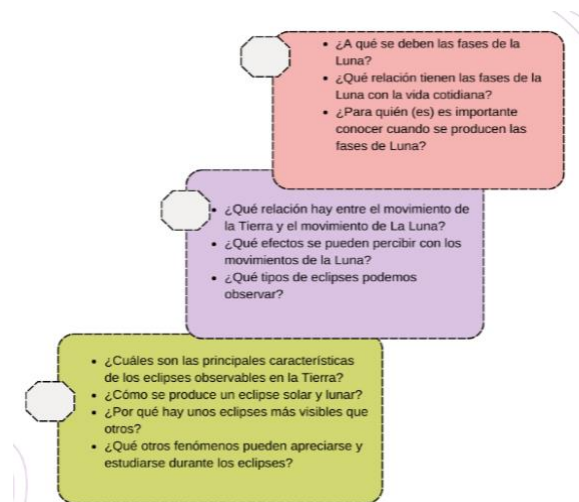 • ¿A qué se deben las fases de la
Luna?
• ¿Qué relación tienen las fases de la
Luna con la vida cotidiana?
• ¿Para quién (es) es importante
conocer cuando se producen las
fases de Luna?
• ¿Qué relación hay entre el movimiento de
la Tierra y el movimiento de La Luna?
• ¿Qué efectos se pueden percibir con los
movimientos de la Luna?
• ¿Qué tipos de eclipses podemos
observar?
• ¿Cuáles son las principales características
de los eclipses observables en la Tierra?
• ¿Cómo se produce un eclipse solar y lunar?
• ¿Por qué hay unos eclipses más visibles que
otros?
• ¿Qué otros fenómenos pueden apreciarse y
estudiarse durante los eclipses?